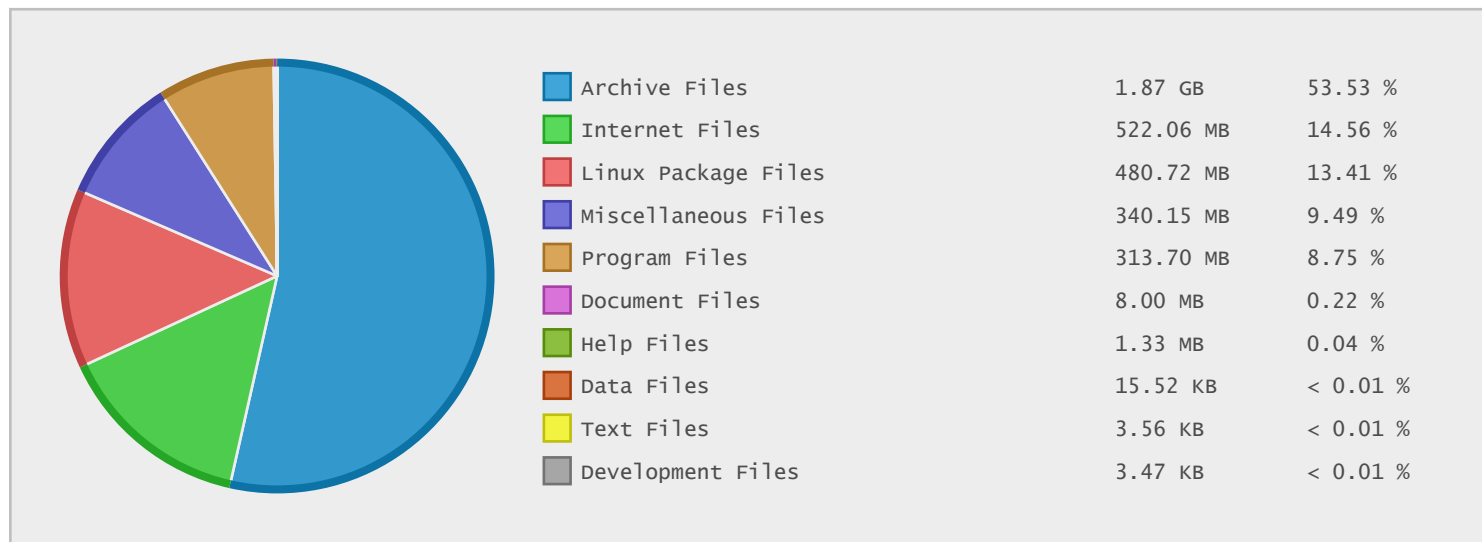 Archive Files 1.87 GB 53.53 %
Internet Files 522.06 MB 14.56 %
Linux Package Files 480.72 MB 13.41 %
Miscellaneous Files 340.15 MB 9.49 %
Program Files 313.70 MB 8.75 %
Document Files 8.00 MB 0.22 %
Help Files 1.33 MB 0.04 %
Data Files 15.52 KB < 0.01 %
Text Files 3.56 KB < 0.01 %
Development Files 3.47 KB < 0.01 %